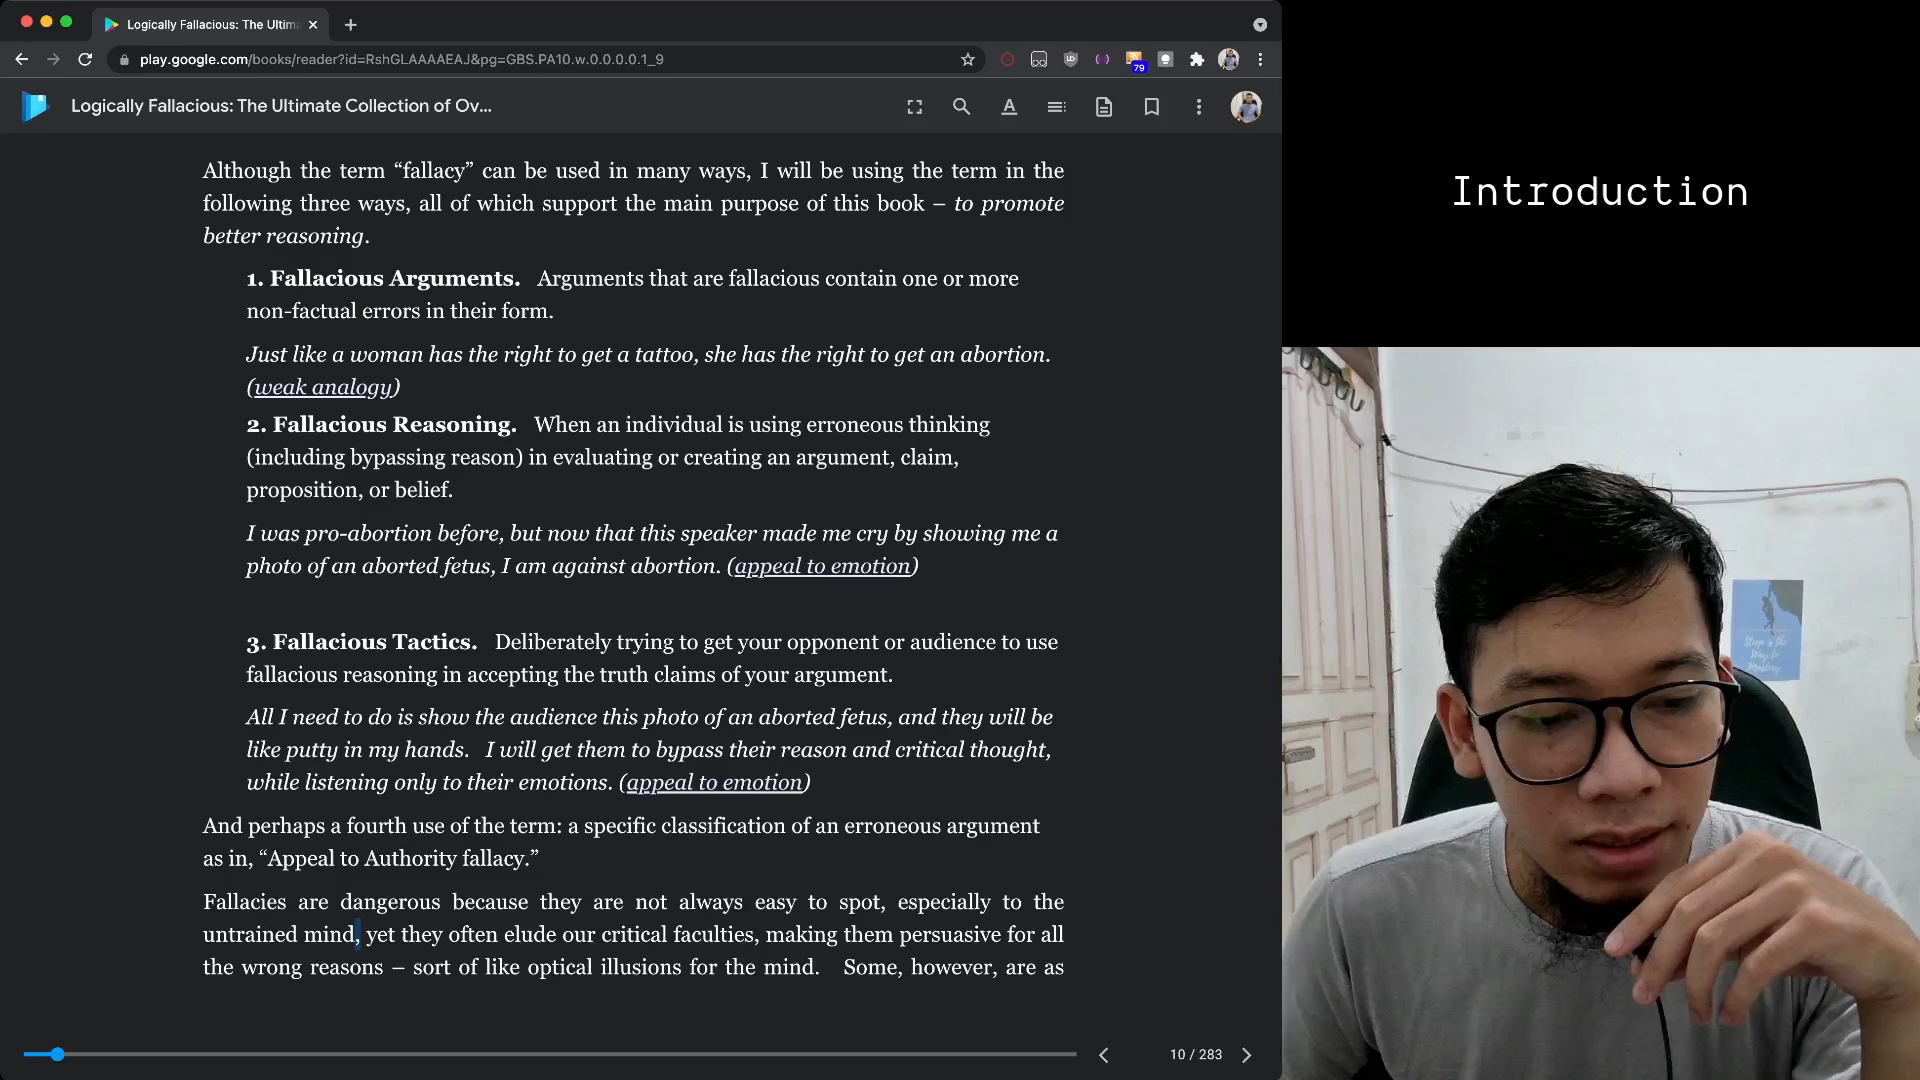 Logically Fallacious: The Ultim
play.google.com/books/reader?id=RshGLAAAAEAJ&pg=GBS.PA10.w.0.0.0.0.1_9
79
Logically Fallacious: The Ultimate Collection of Ov...
Although the term “fallacy” can be used in many ways, I will be using the term in the
following three ways, all of which support the main purpose of this book – to promote
better reasoning.
1. Fallacious Arguments. Arguments that are fallacious contain one or more
non-factual errors in their form.
Just like a woman has the right to get a tattoo, she has the right to get an abortion.
(weak analogy)
2. Fallacious Reasoning. When an individual is using erroneous thinking
(including bypassing reason) in evaluating or creating an argument, claim,
proposition, or belief.
I was pro-abortion before, but now that this speaker made me cry by showing me a
photo of an aborted fetus, I am against abortion. (appeal to emotion)
3. Fallacious Tactics. Deliberately trying to get your opponent or audience to use
fallacious reasoning in accepting the truth claims of your argument.
All I need to do is show the audience this photo of an aborted fetus, and they will be
like putty in my hands. I will get them to bypass their reason and critical thought,
while listening only to their emotions. (appeal to emotion)
And perhaps a fourth use of the term: a specific classification of an erroneous argument
as in, “Appeal to Authority fallacy.”
Fallacies are dangerous because they are not always easy to spot, especially to the
untrained mind, yet they often elude our critical faculties, making them persuasive for all
the wrong reasons – sort of like optical illusions for the mind. Some, however, are as
10 / 283
Introduction
the
Way to
Mastery